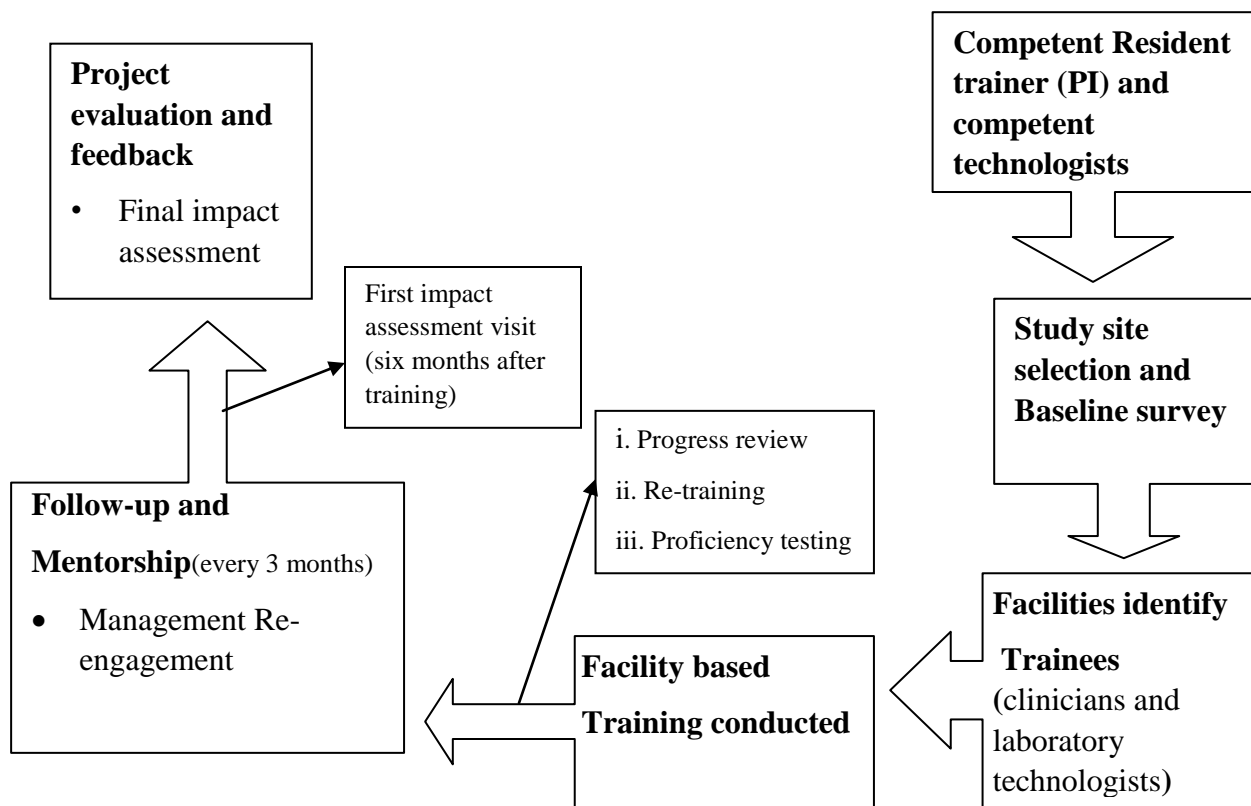 Competent Resident
trainer (PI) and
competent
technologists
Study site
selection and
Baseline survey
Facilities identify
Trainees
(clinicians and
laboratory
technologists)
Facility based
Training conducted
i. Progress review
ii. Re-training
iii. Proficiency testing
Follow-up and
Mentorship(every 3 months)
• Management Re-
engagement
First impact
assessment visit
(six months after
training)
Project
evaluation and
feedback
• Final impact
assessment